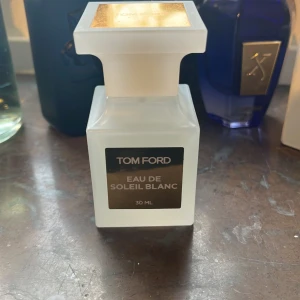 TOM FORD
EAU DE
SOLEIL BLANC
30 ML